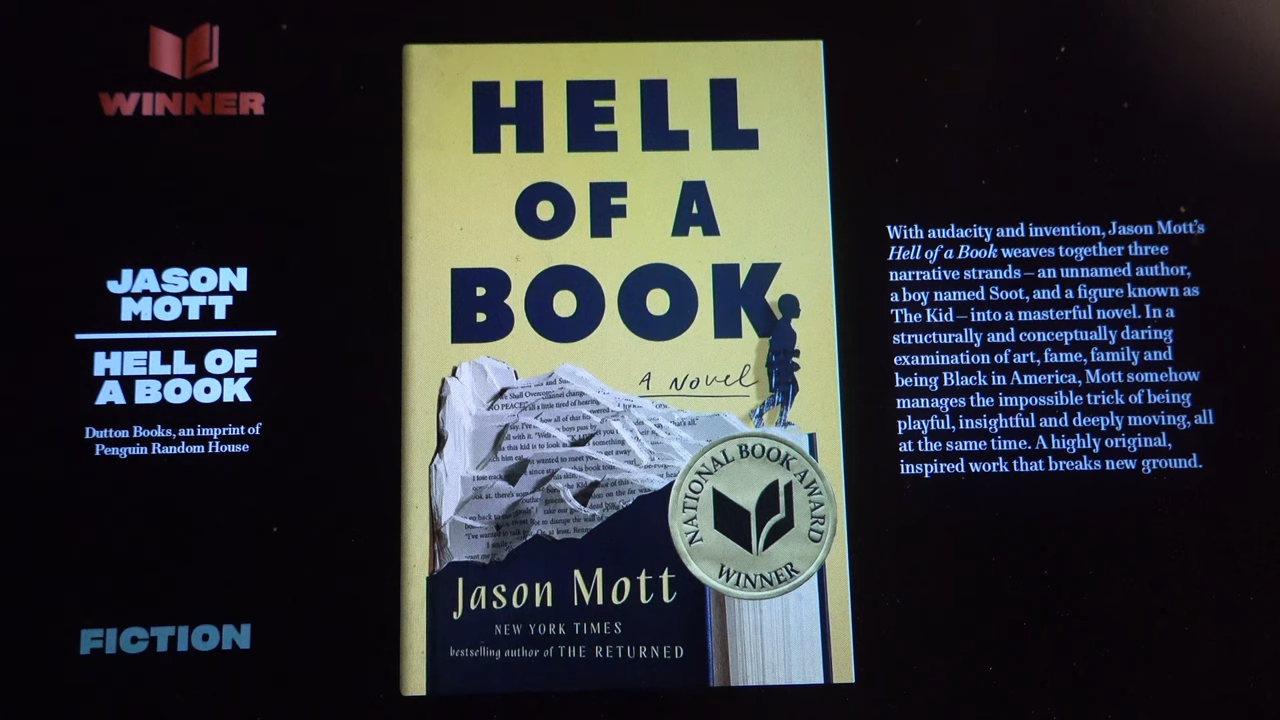 WINNER
JASON
MOTT
HELL OF
A BOOK
Dutton Books, an imprint of
Penguin Random House
FICTION
HELL
OF A
BOOK
A Novel
NATIONAL BOOK AWARD
WINNER
Jason Mott
NEW YORK TIMES
bestselling author of THE RETURNED
With audacity and invention, Jason Mott's
Hell of a Book weaves together three
narrative strands – an unnamed author,
a boy named Soot, and a figure known as
The Kid – into a masterful novel. In a
structurally and conceptually daring
examination of art, fame, family and
being Black in America, Mott somehow
manages the impossible trick of being
playful, insightful and deeply moving, all
at the same time. A highly original,
inspired work that breaks new ground.